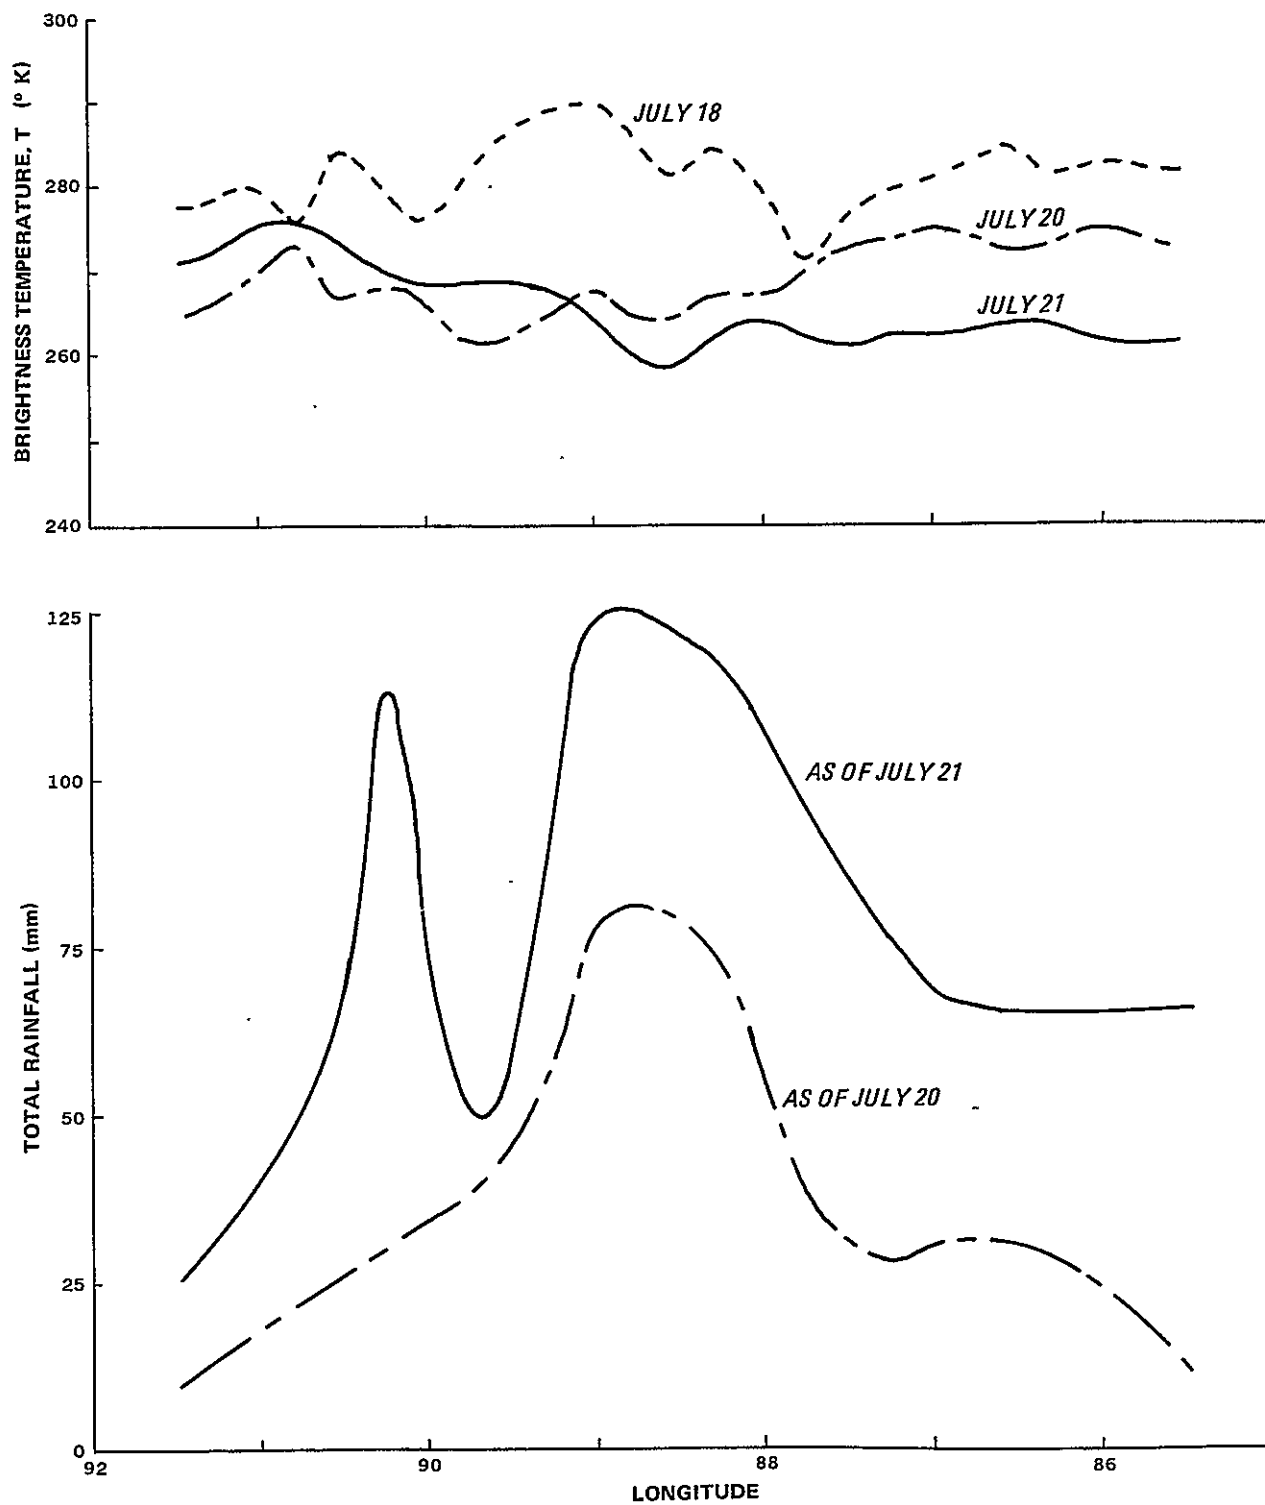 300
280
260
240
BRIGHTNESS TEMPERATURE, T (° K)
JULY 18
JULY 20
JULY 21
125
100
75
50
25
0
TOTAL RAINFALL (mm)
AS OF JULY 21
AS OF JULY 20
92 90 88 86
LONGITUDE